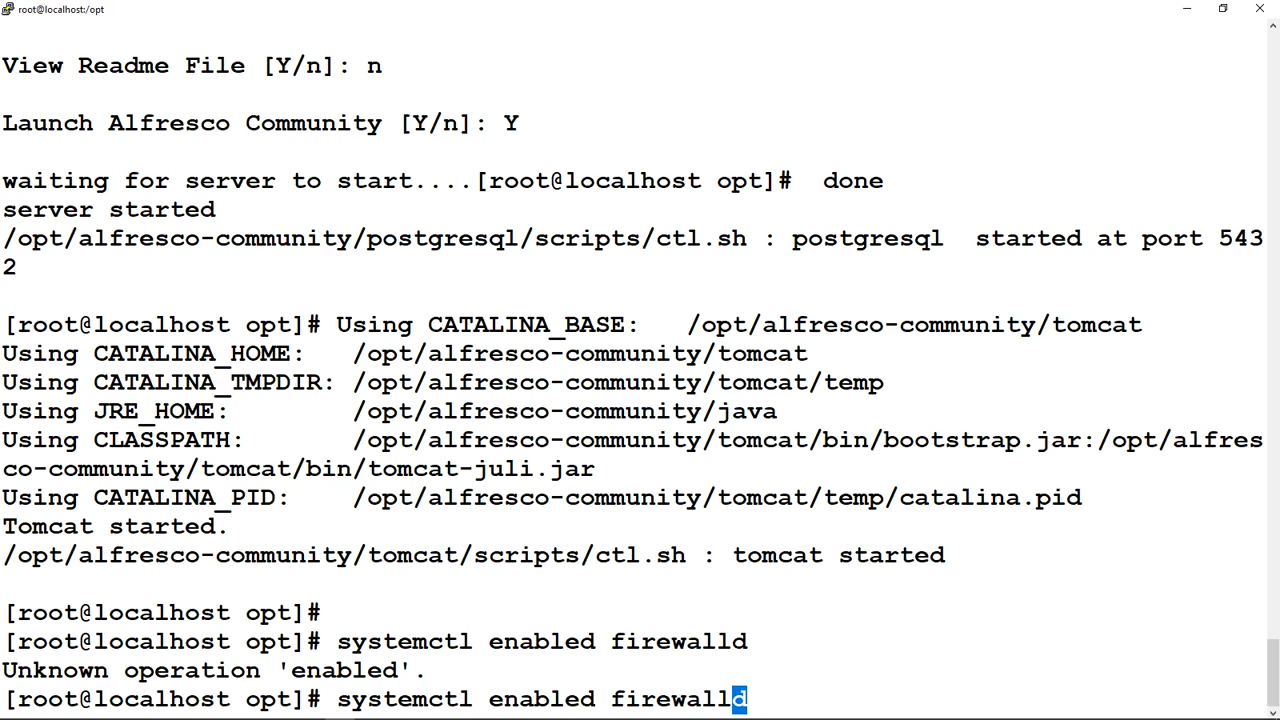 root@localhost:/opt
View Readme File [Y/n]: n
Launch Alfresco Community [Y/n]: Y
waiting for server to start....[root@localhost opt]#  done
server started
/opt/alfresco-community/postgresql/scripts/ctl.sh : postgresql  started at port 543
2
[root@localhost opt]# Using CATALINA_BASE:   /opt/alfresco-community/tomcat
Using CATALINA_HOME:   /opt/alfresco-community/tomcat
Using CATALINA_TMPDIR: /opt/alfresco-community/tomcat/temp
Using JRE_HOME:        /opt/alfresco-community/java
Using CLASSPATH:       /opt/alfresco-community/tomcat/bin/bootstrap.jar:/opt/alfres
co-community/tomcat/bin/tomcat-juli.jar
Using CATALINA_PID:    /opt/alfresco-community/tomcat/temp/catalina.pid
Tomcat started.
/opt/alfresco-community/tomcat/scripts/ctl.sh : tomcat started
[root@localhost opt]#
[root@localhost opt]# systemctl enabled firewalld
Unknown operation 'enabled'.
[root@localhost opt]# systemctl enabled firewalld